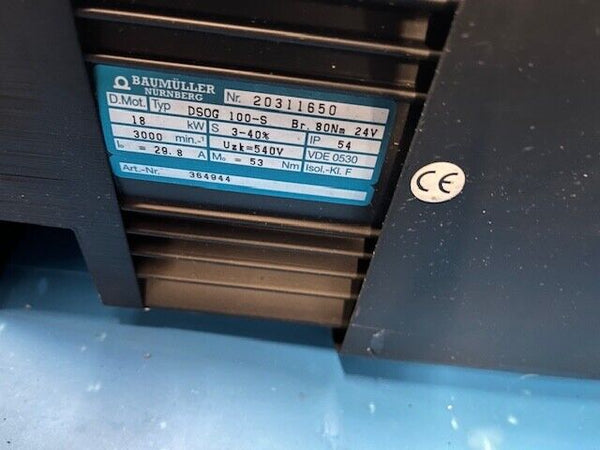 BAUMÜLLER
NÜRNBERG
Nr. 20311650
D.Mot. Typ DSOG 100-S Br. 80Nm 24V
18 kW S 3-40% IP 54
3000 min.-¹ Uzk=540V VDE 0530
I₀ = 29.8 A M₀ = 53 Nm Isol.-Kl. F
Art.-Nr. 364944
CE